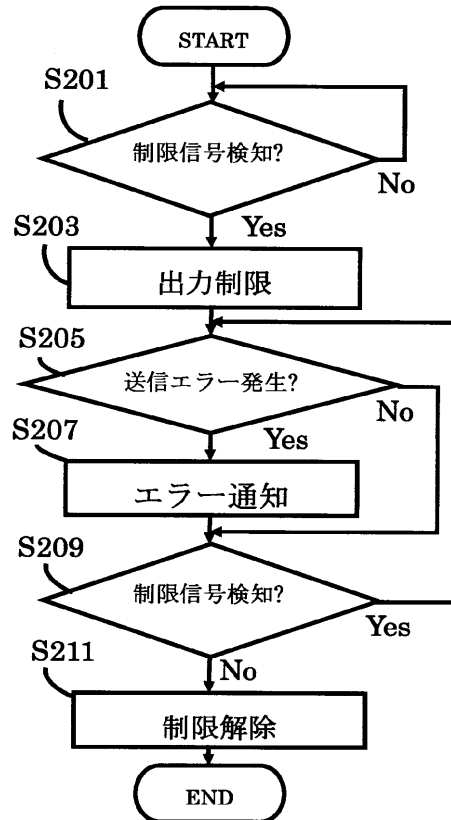 START
S201
制限信号検知?
No
Yes
S203
出力制限
S205
送信エラー発生?
No
Yes
S207
エラー通知
S209
制限信号検知?
Yes
No
S211
制限解除
END